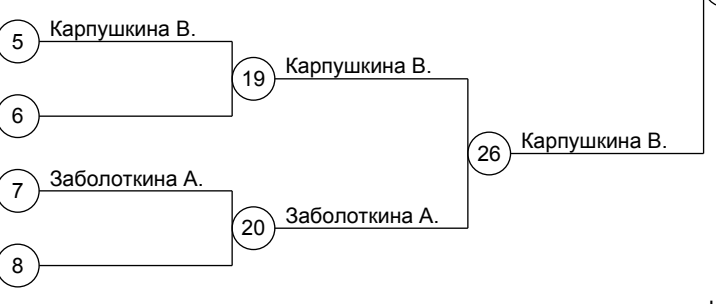 5 Карпушкина В.
19 Карпушкина В.
6
26 Карпушкина В.
7 Заболоткина А.
20 Заболоткина А.
8